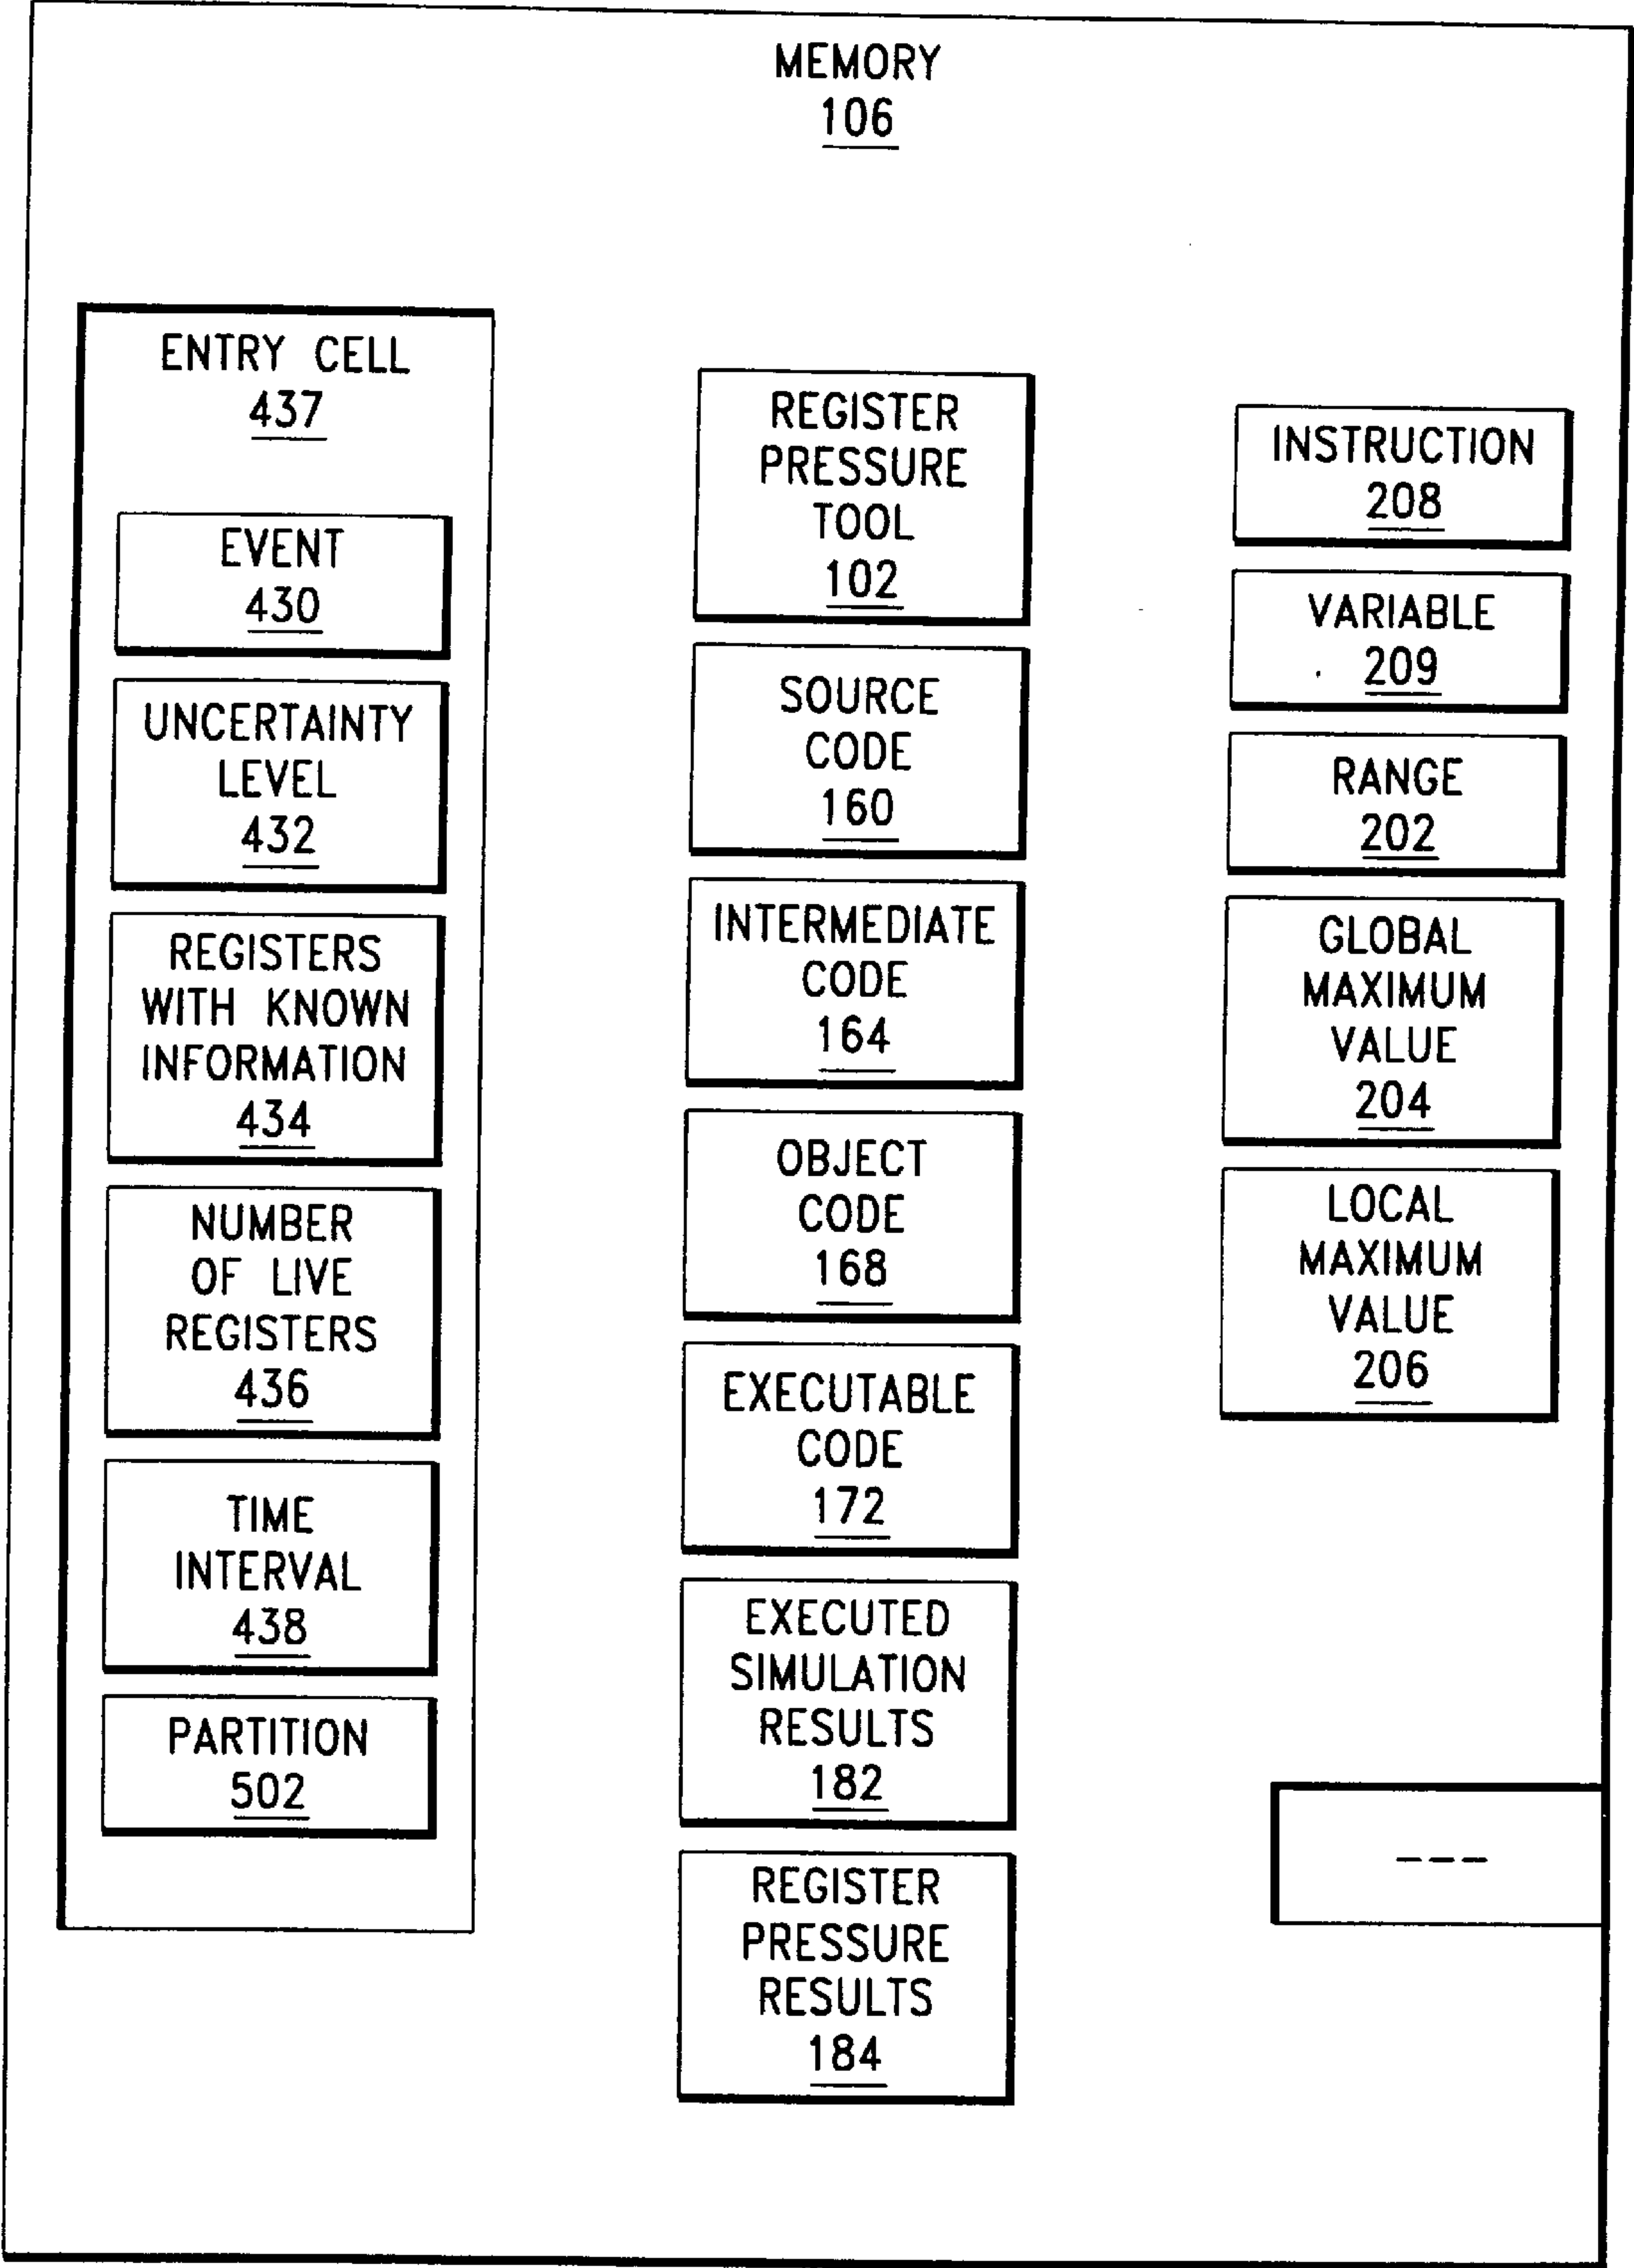 MEMORY
106
ENTRY CELL
437
EVENT
430
UNCERTAINTY
LEVEL
432
REGISTERS
WITH KNOWN
INFORMATION
434
NUMBER
OF LIVE
REGISTERS
436
TIME
INTERVAL
438
PARTITION
502
REGISTER
PRESSURE
TOOL
102
SOURCE
CODE
160
INTERMEDIATE
CODE
164
OBJECT
CODE
168
EXECUTABLE
CODE
172
EXECUTED
SIMULATION
RESULTS
182
REGISTER
PRESSURE
RESULTS
184
INSTRUCTION
208
VARIABLE
209
RANGE
202
GLOBAL
MAXIMUM
VALUE
204
LOCAL
MAXIMUM
VALUE
206
---